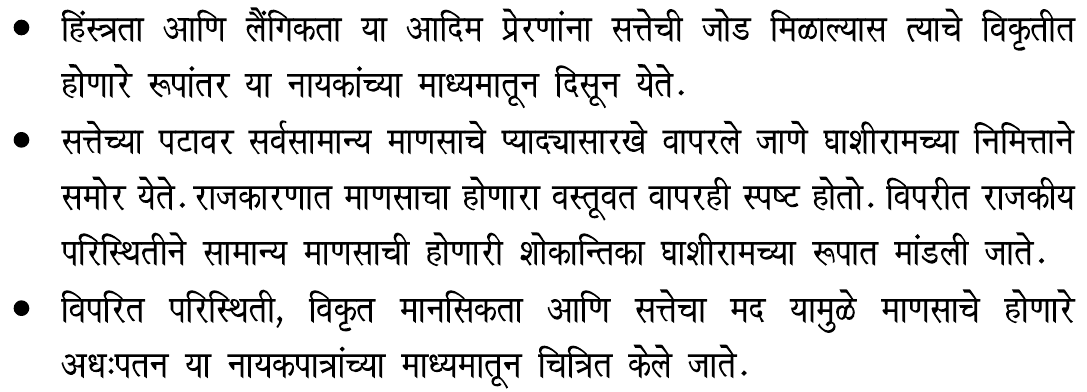 • हिंस्त्रता आणि लैंगिकता या आदिम प्रेरणांना सत्तेची जोड मिळाल्यास त्याचे विकृतीत
होणारे रूपांतर या नायकांच्या माध्यमातून दिसून येते.
• सत्तेच्या पटावर सर्वसामान्य माणसाचे प्याद्यासारखे वापरले जाणे घाशीरामच्या निमित्ताने
समोर येते. राजकारणात माणसाचा होणारा वस्तूवत वापरही स्पष्ट होतो. विपरीत राजकीय
परिस्थितीने सामान्य माणसाची होणारी शोकान्तिका घाशीरामच्या रूपात मांडली जाते.
• विपरित परिस्थिती, विकृत मानसिकता आणि सत्तेचा मद यामुळे माणसाचे होणारे
अधःपतन या नायकपात्रांच्या माध्यमातून चित्रित केले जाते.